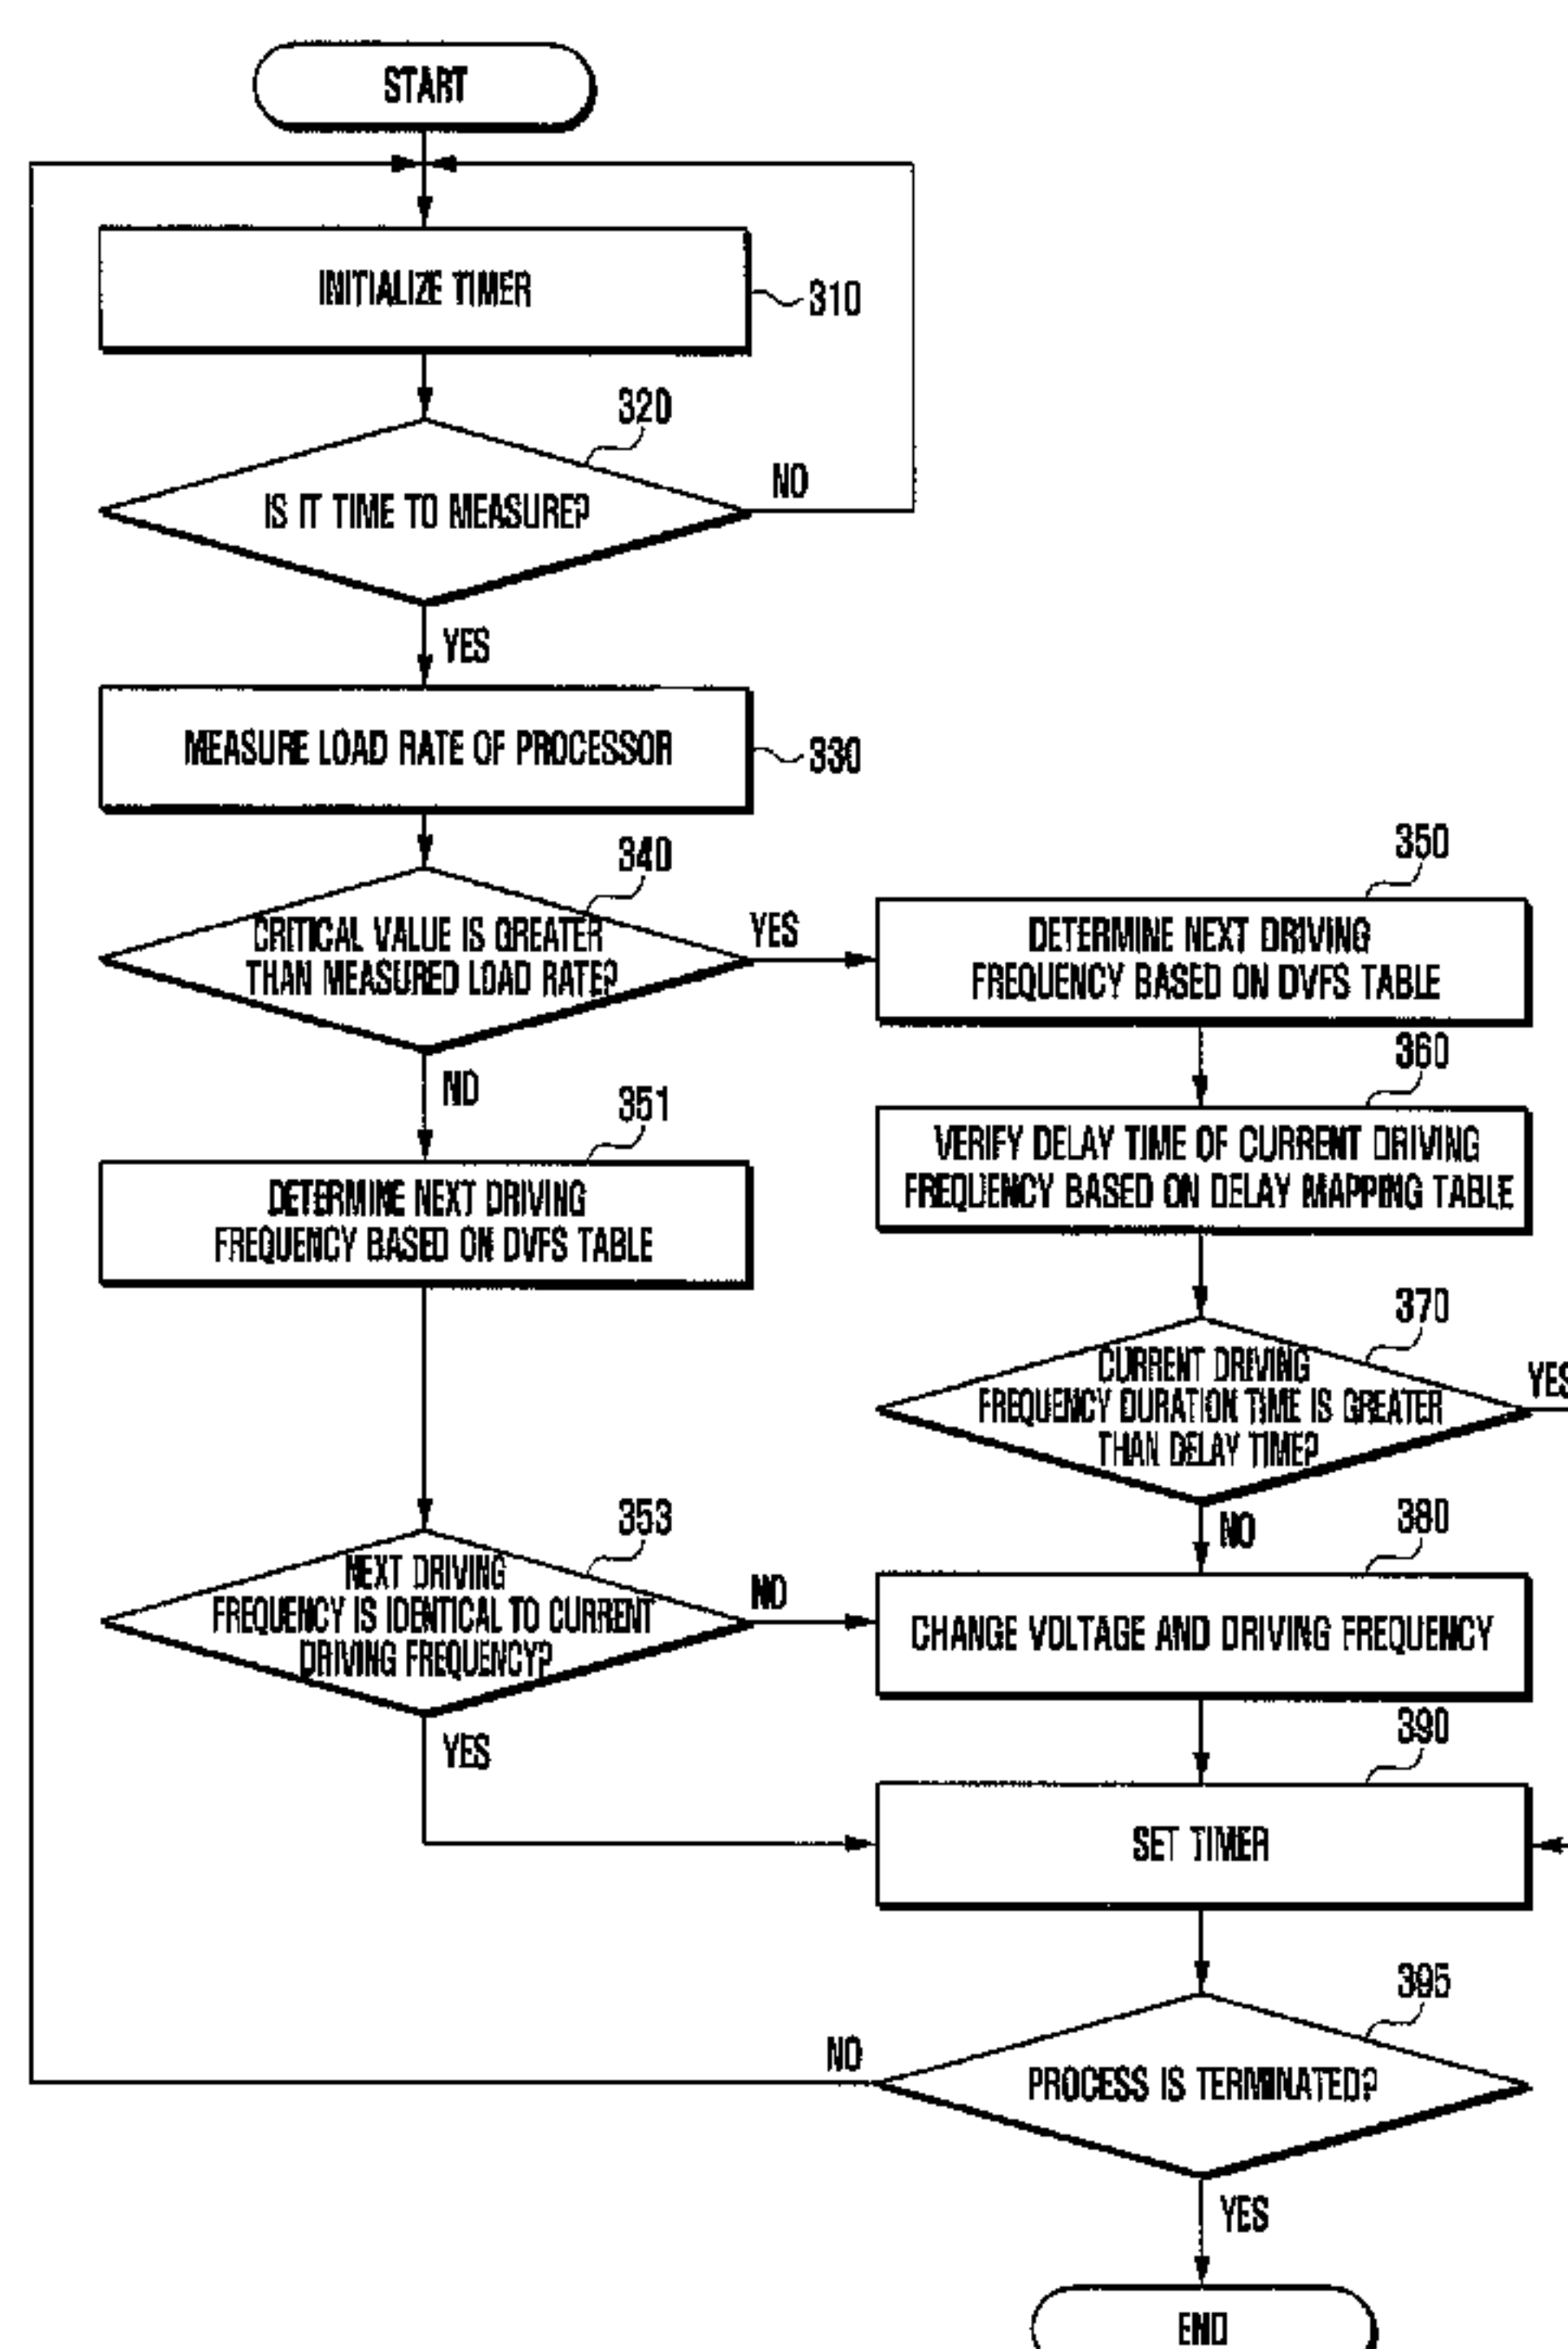 START
INITIALIZE TIMER
310
320
IS IT TIME TO MEASURE?
NO
YES
MEASURE LOAD RATE OF PROCESSOR
330
340
CRITICAL VALUE IS GREATER
THAN MEASURED LOAD RATE?
YES
NO
350
DETERMINE NEXT DRIVING
FREQUENCY BASED ON DVFS TABLE
360
VERIFY DELAY TIME OF CURRENT DRIVING
FREQUENCY BASED ON DELAY MAPPING TABLE
351
DETERMINE NEXT DRIVING
FREQUENCY BASED ON DVFS TABLE
370
CURRENT DRIVING
FREQUENCY DURATION TIME IS GREATER
THAN DELAY TIME?
YES
NO
353
NEXT DRIVING
FREQUENCY IS IDENTICAL TO CURRENT
DRIVING FREQUENCY?
NO
YES
380
CHANGE VOLTAGE AND DRIVING FREQUENCY
390
SET TIMER
395
PROCESS IS TERMINATED?
NO
YES
END